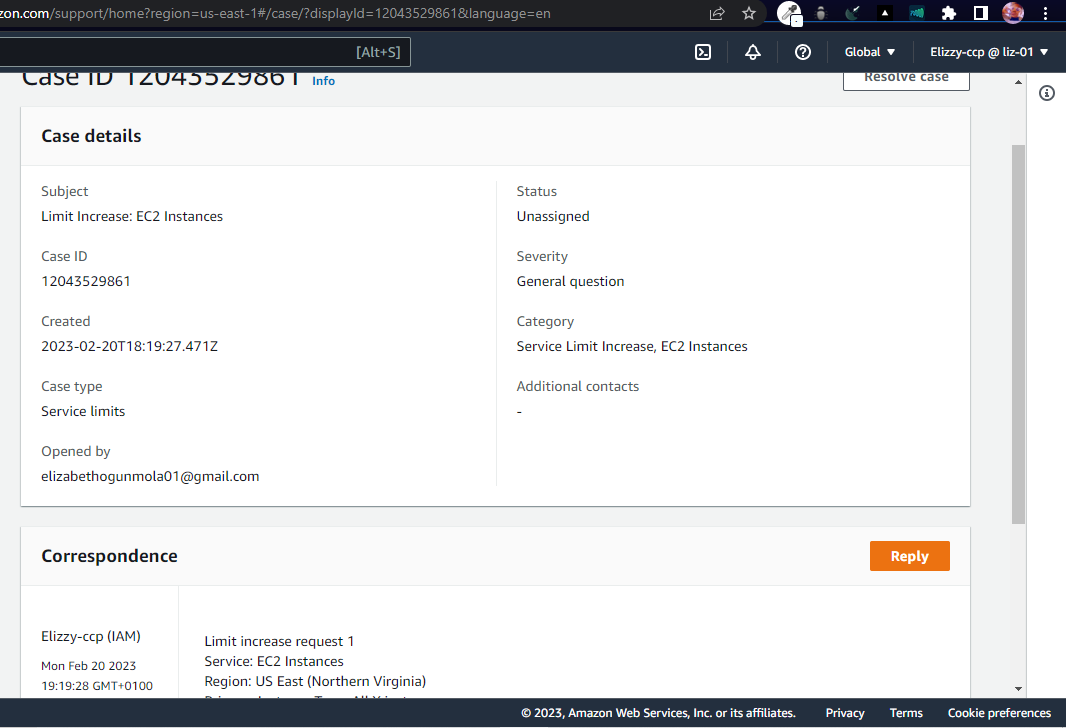 zon.com/support/home?region=us-east-1#/case/?displayId=12043529861&language=en
[Alt+S]
Global
Elizzy-ccp @ liz-01
Case ID 12043529861 Info
Resolve case
Case details
Subject
Limit Increase: EC2 Instances
Case ID
12043529861
Created
2023-02-20T18:19:27.471Z
Case type
Service limits
Opened by
elizabethogunmola01@gmail.com
Status
Unassigned
Severity
General question
Category
Service Limit Increase, EC2 Instances
Additional contacts
-
Correspondence
Reply
Elizzy-ccp (IAM)
Mon Feb 20 2023
19:19:28 GMT+0100
Limit increase request 1
Service: EC2 Instances
Region: US East (Northern Virginia)
© 2023, Amazon Web Services, Inc. or its affiliates.
Privacy
Terms
Cookie preferences